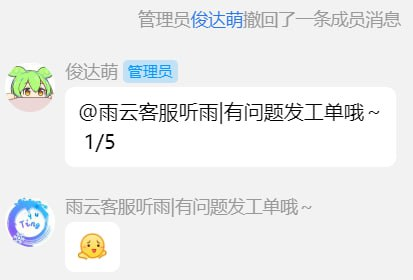 管理员俊达萌撤回了一条成员消息
俊达萌 管理员
@雨云客服听雨|有问题发工单哦~
1/5
雨云客服听雨|有问题发工单哦~
Yu
Ting